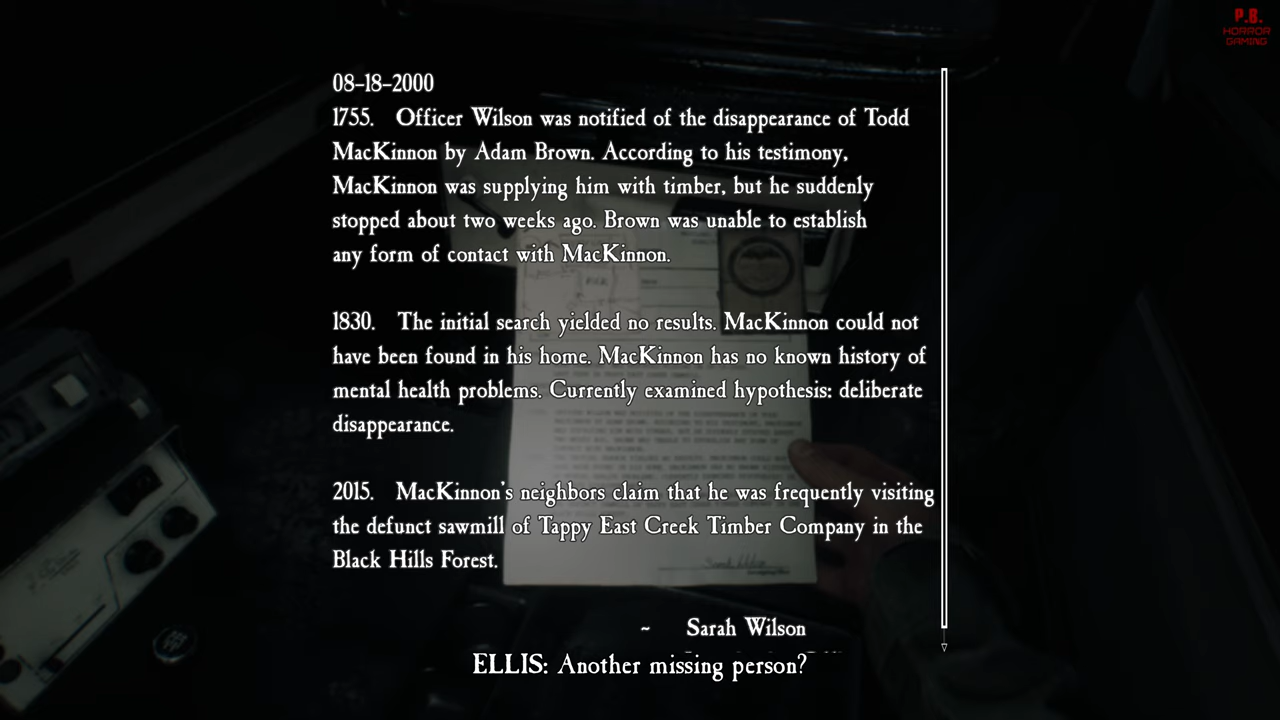 P.B.
HORROR
GAMING
08-18-2000
1755. Officer Wilson was notified of the disappearance of Todd
MacKinnon by Adam Brown. According to his testimony,
MacKinnon was supplying him with timber, but he suddenly
stopped about two weeks ago. Brown was unable to establish
any form of contact with MacKinnon.
1830. The initial search yielded no results. MacKinnon could not
have been found in his home. MacKinnon has no known history of
mental health problems. Currently examined hypothesis: deliberate
disappearance.
2015. MacKinnon's neighbors claim that he was frequently visiting
the defunct sawmill of Tappy East Creek Timber Company in the
Black Hills Forest.
~ Sarah Wilson
ELLIS: Another missing person?